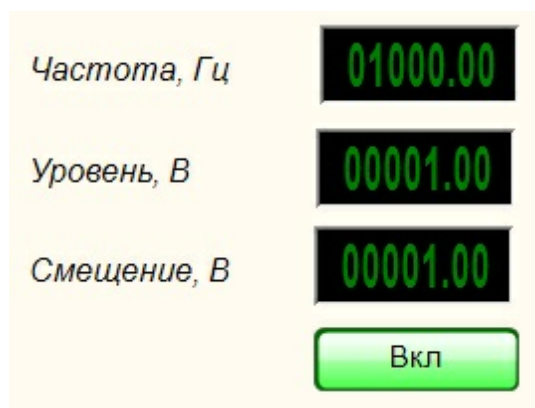 Частота, Гц 01000.00
Уровень, В 00001.00
Смещение, В 00001.00
Вкл